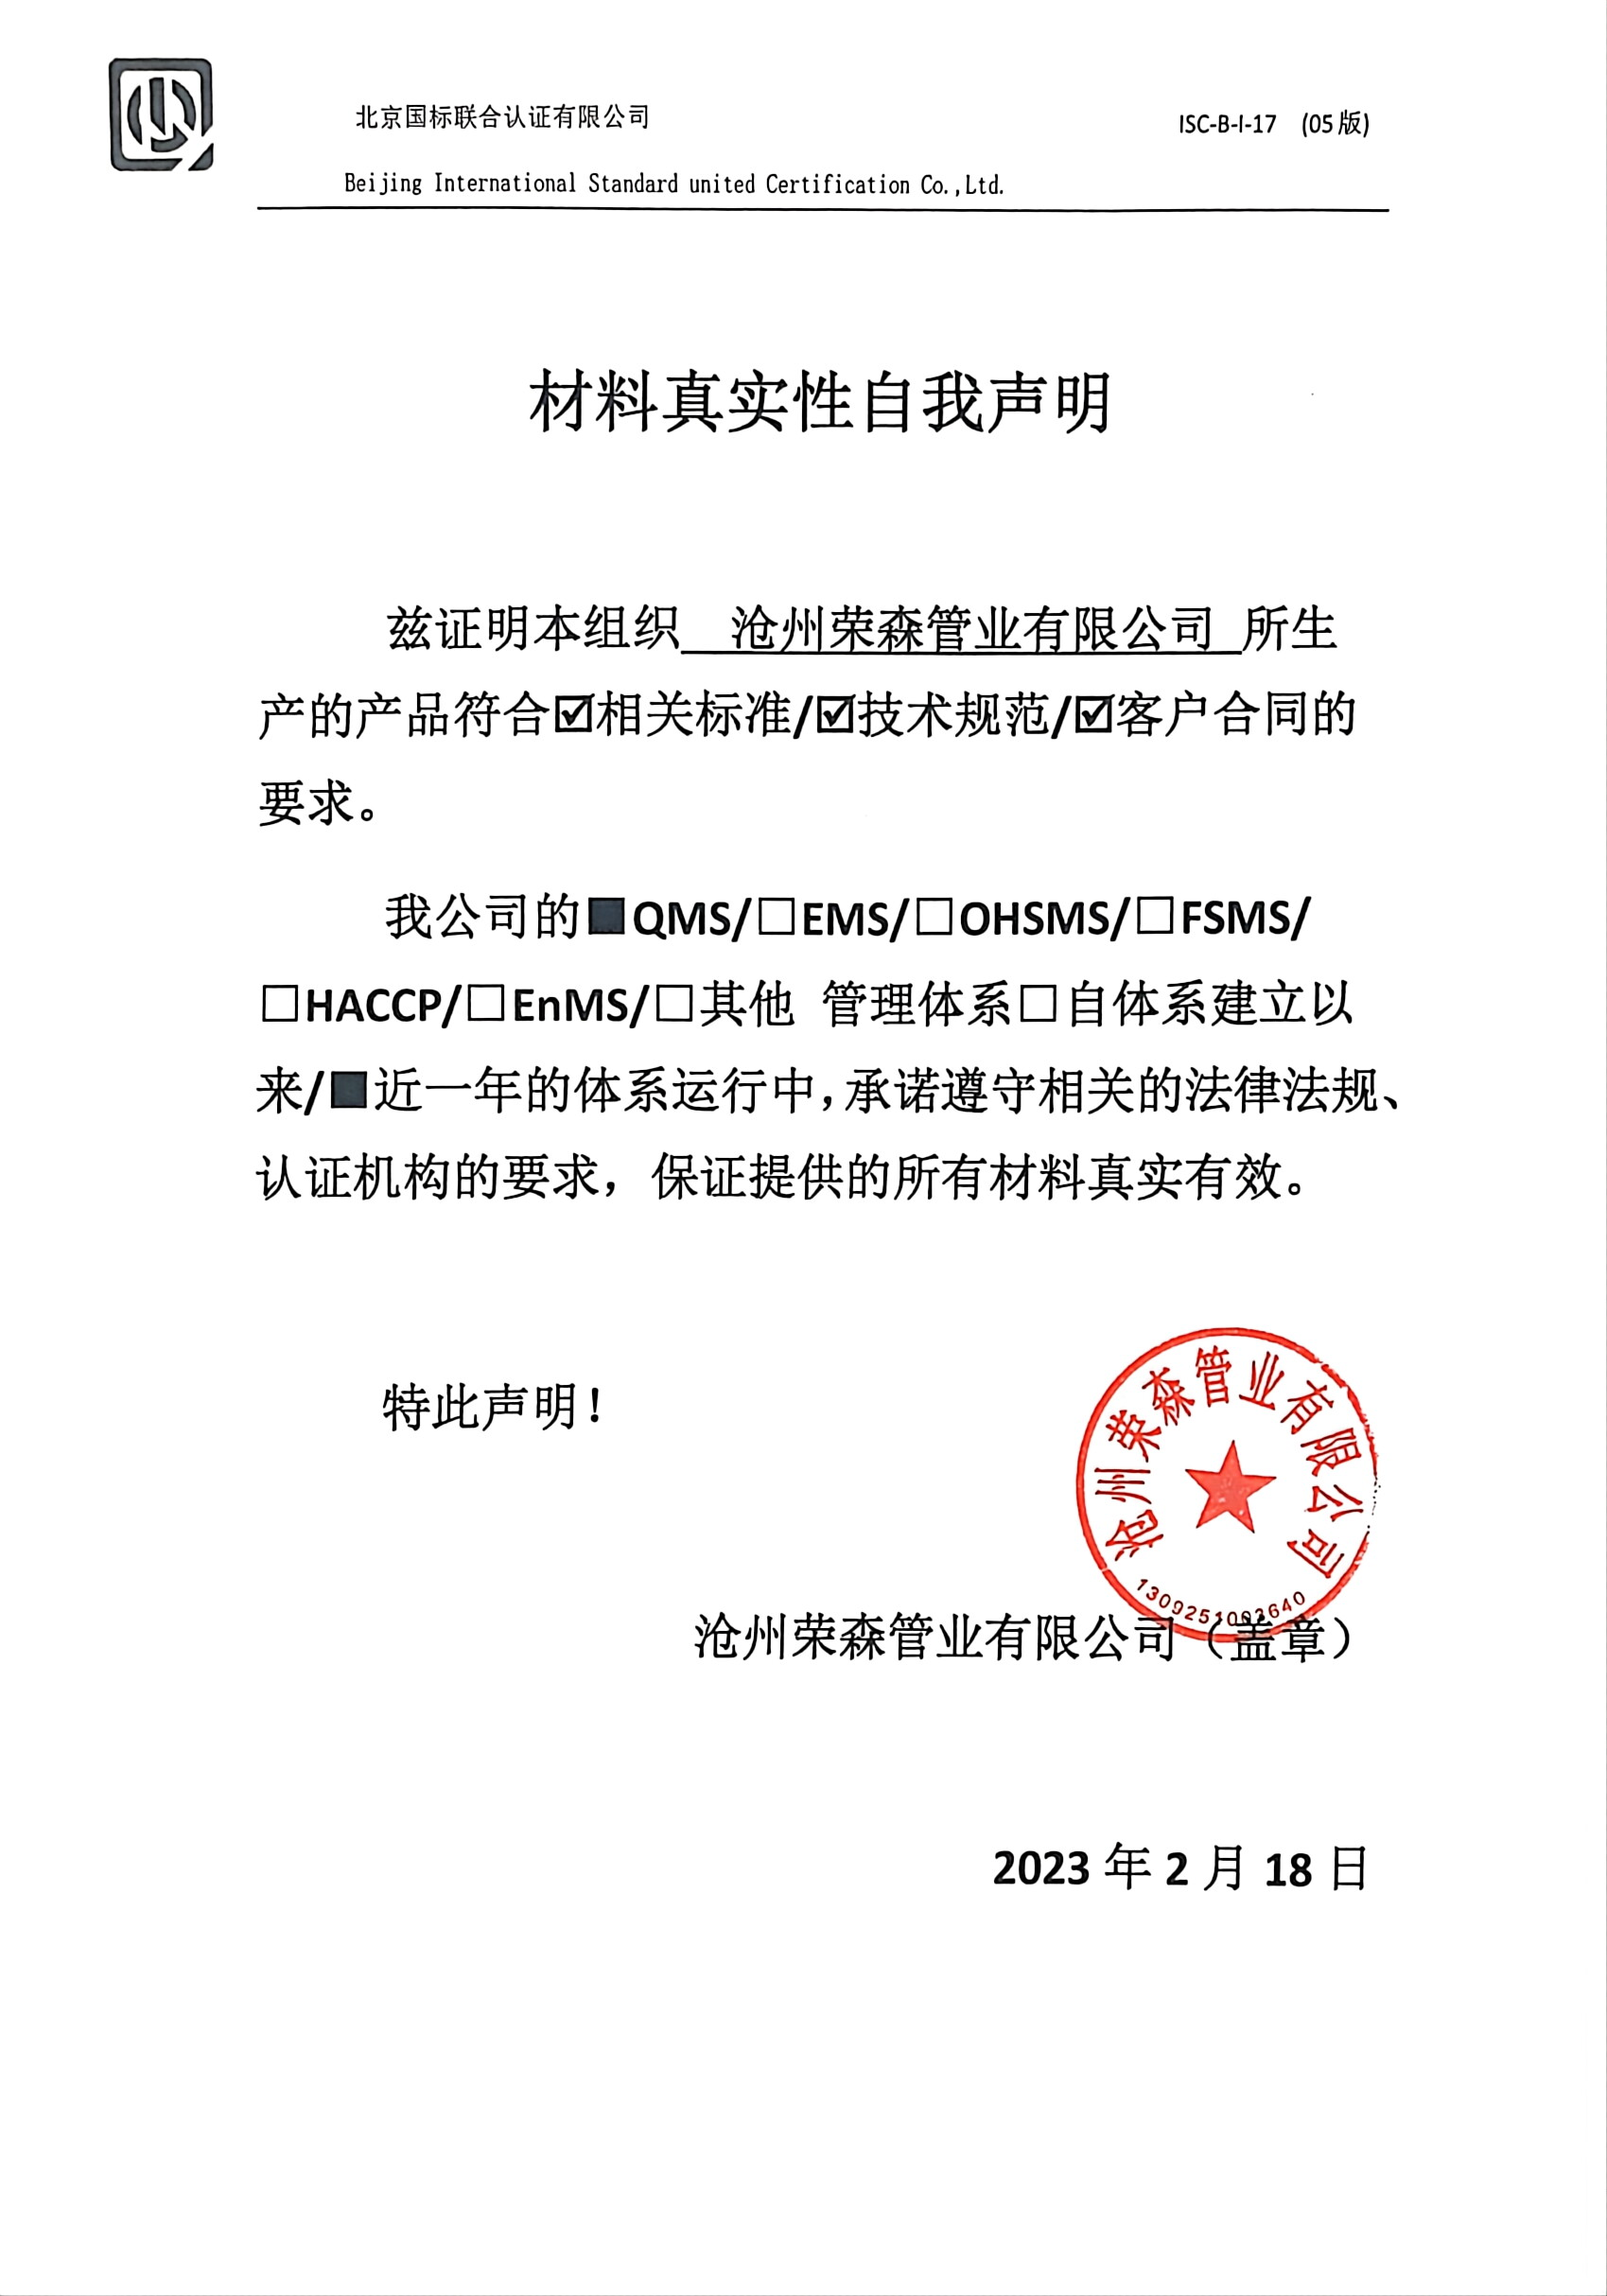 北京国标联合认证有限公司 ISC-B-I-17 (05版)
Beijing International Standard united Certification Co.,Ltd.
材料真实性自我声明
兹证明本组织 沧州荣森管业有限公司 所生
产的产品符合☑相关标准/☑技术规范/☑客户合同的
要求。
我公司的■QMS/□EMS/□OHSMS/□FSMS/
□HACCP/□EnMS/□其他 管理体系□自体系建立以
来/■近一年的体系运行中,承诺遵守相关的法律法规、
认证机构的要求，保证提供的所有材料真实有效。
特此声明！
沧州荣森管业有限公司
1309251003640
沧州荣森管业有限公司（盖章）
2023 年 2 月 18 日